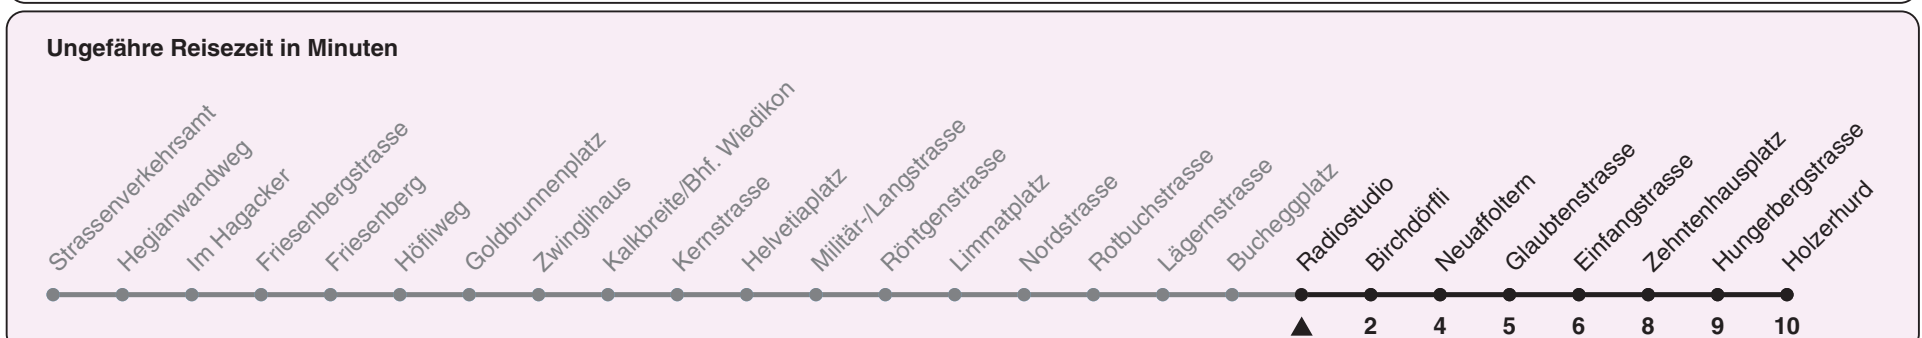 Ungefähre Reisezeit in Minuten
Strassenverkehrsamt
Hegianwandweg
Im Hagacker
Friesenbergstrasse
Friesenberg
Höfliweg
Goldbrunnenplatz
Zwinglihaus
Kalkbreite/Bhf. Wiedikon
Kernstrasse
Helvetiaplatz
Militär-/Langstrasse
Röntgenstrasse
Limmatplatz
Nordstrasse
Rotbuchstrasse
Lägernstrasse
Bucheggplatz
Radiostudio
Birchdörfli
Neuaffoltern
Glaubtenstrasse
Einfangstrasse
Zehntenhausplatz
Hungerbergstrasse
Holzerhurd
2 4 5 6 8 9 10